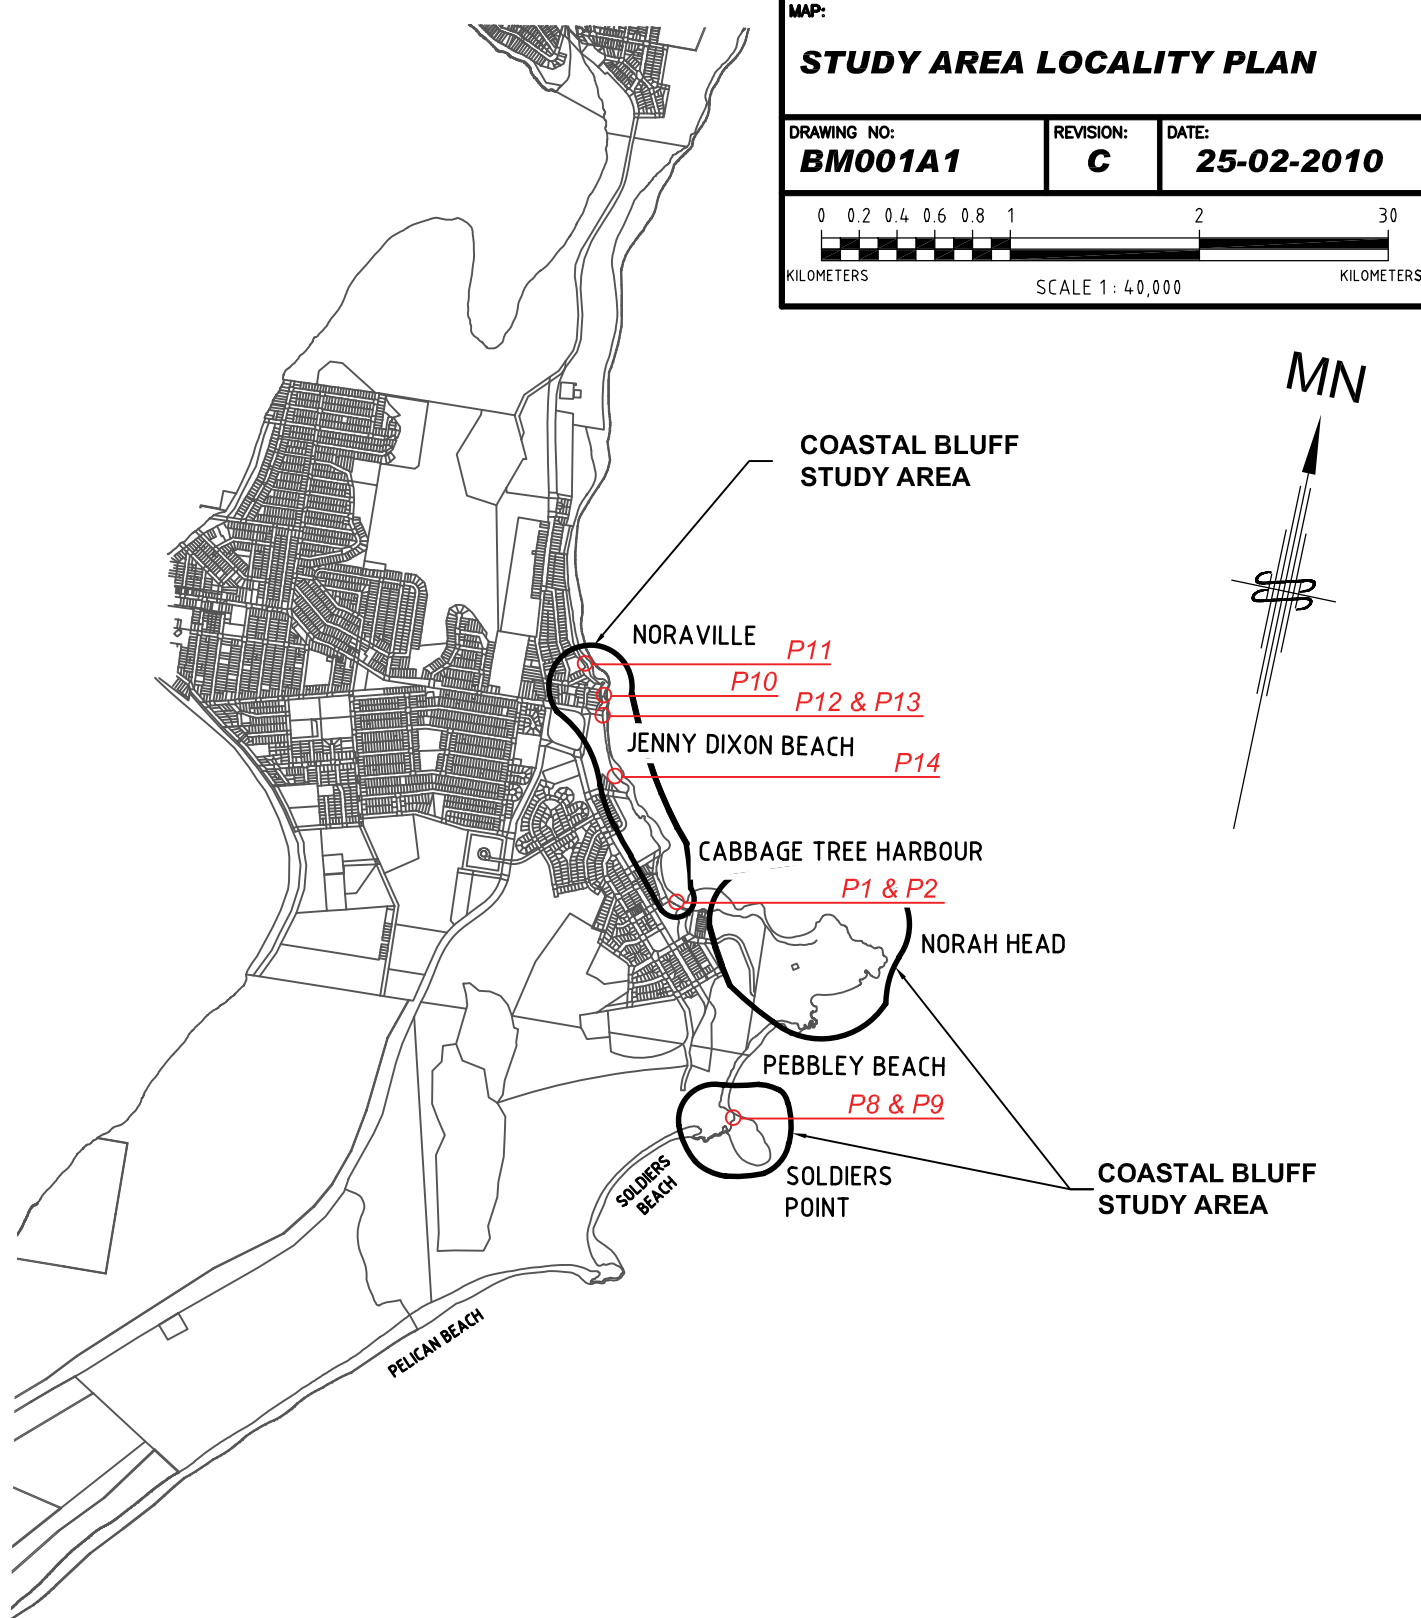 MAP:
STUDY AREA LOCALITY PLAN
DRAWING NO:
BM001A1
REVISION:
C
DATE:
25-02-2010
0 0.2 0.4 0.6 0.8 1 2 30
KILOMETERS KILOMETERS
SCALE 1 : 40,000
MN
COASTAL BLUFF
STUDY AREA
NORAVILLE
P11
P10
P12 & P13
JENNY DIXON BEACH
P14
CABBAGE TREE HARBOUR
P1 & P2
NORAH HEAD
PEBBLEY BEACH
P8 & P9
SOLDIERS
BEACH
SOLDIERS
POINT
COASTAL BLUFF
STUDY AREA
PELICAN BEACH